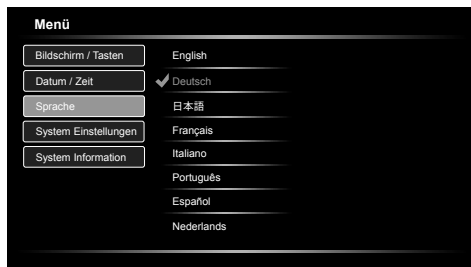 Menü
Bildschirm / Tasten
Datum / Zeit
Sprache
System Einstellungen
System Information
English
Deutsch
日本語
Français
Italiano
Português
Español
Nederlands